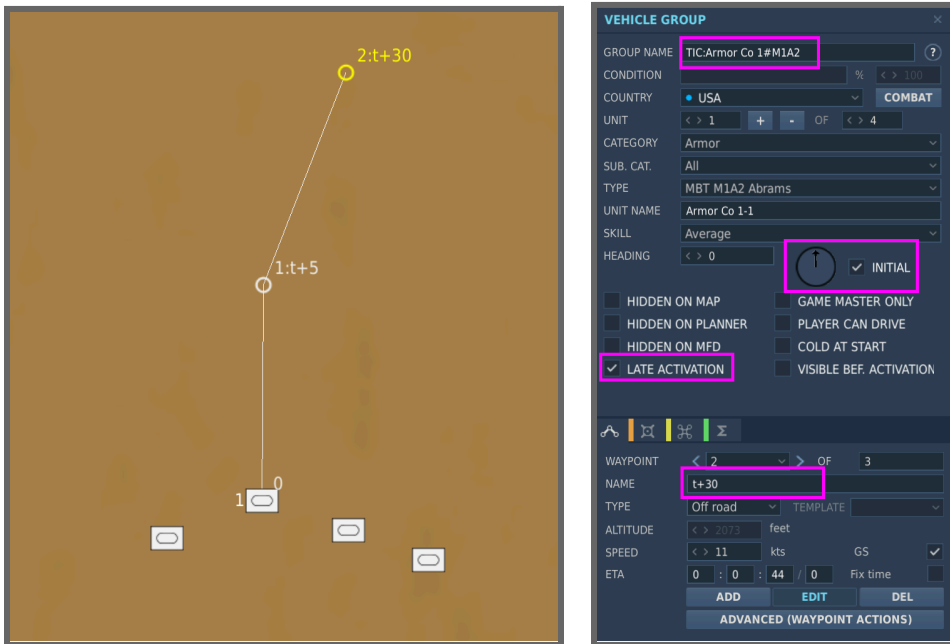 2:t+30
1:t+5
0
1
VEHICLE GROUP
GROUP NAME TIC:Armor Co 1#M1A2 ?
CONDITION % < > 100
COUNTRY USA COMBAT
UNIT < > 1 + - OF < > 4
CATEGORY Armor
SUB. CAT. All
TYPE MBT M1A2 Abrams
UNIT NAME Armor Co 1-1
SKILL Average
HEADING < > 0 INITIAL
HIDDEN ON MAP GAME MASTER ONLY
HIDDEN ON PLANNER PLAYER CAN DRIVE
HIDDEN ON MFD COLD AT START
LATE ACTIVATION VISIBLE BEF. ACTIVATION
Σ
WAYPOINT < 2 > OF 3
NAME t+30
TYPE Off road TEMPLATE
ALTITUDE < > 2073 feet
SPEED < > 11 kts GS
ETA 0 : 0 : 44 / 0 Fix time
ADD EDIT DEL
ADVANCED (WAYPOINT ACTIONS)